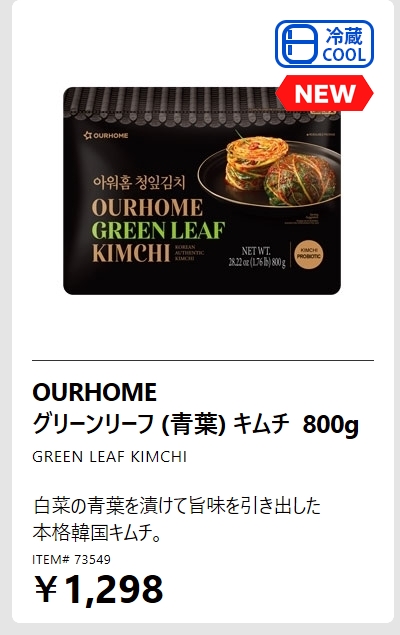 冷蔵
COOL
NEW
OURHOME
아워홈 청잎김치
OURHOME
GREEN LEAF
KIMCHI
KOREAN
AUTHENTIC
KIMCHI
NET WT.
28.22 oz (1.76 lb) 800 g
KIMCHI
PROBIOTIC
OURHOME
グリーンリーフ (青葉) キムチ 800g
GREEN LEAF KIMCHI
白菜の青葉を漬けて旨味を引き出した
本格韓国キムチ。
ITEM# 73549
￥1,298